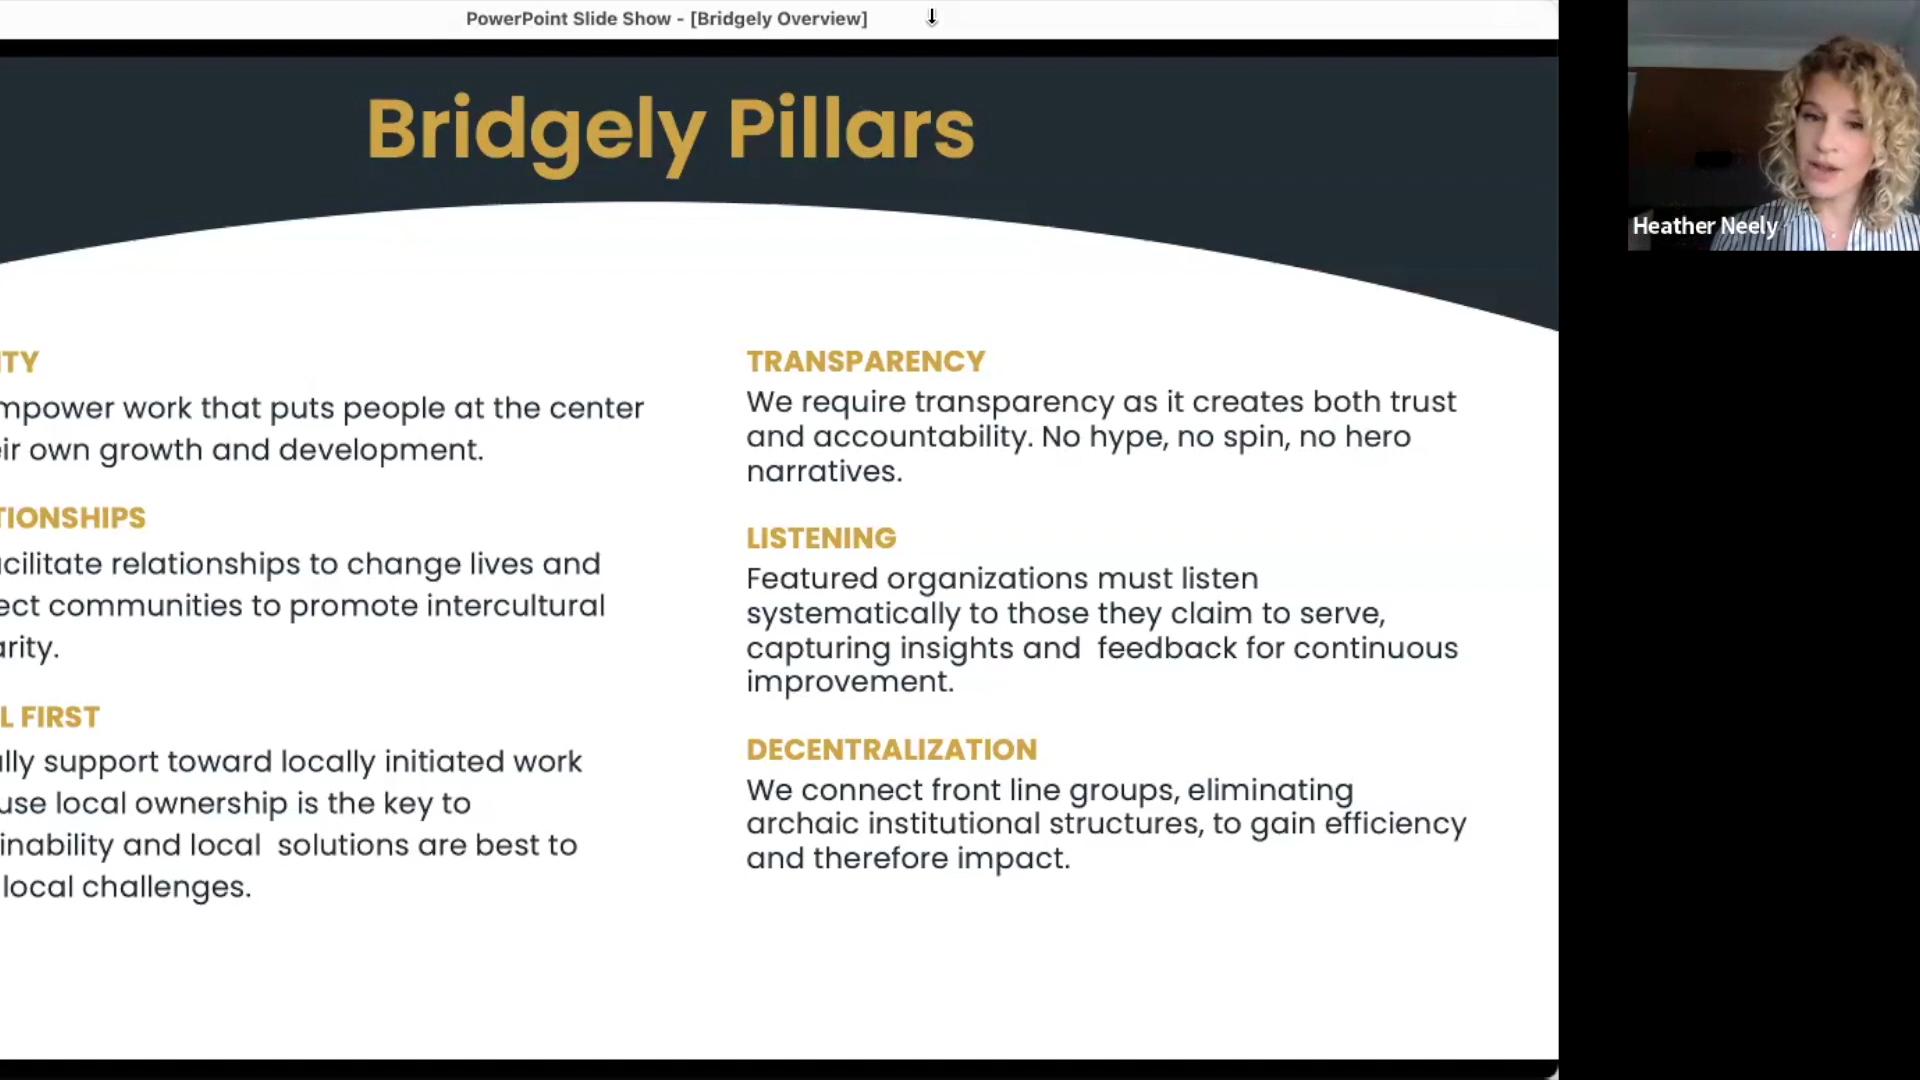 PowerPoint Slide Show - [Bridgely Overview]
Bridgely Pillars
ITY
mpower work that puts people at the center
eir own growth and development.
TIONSHIPS
acilitate relationships to change lives and
ect communities to promote intercultural
arity.
L FIRST
ally support toward locally initiated work
use local ownership is the key to
inability and local  solutions are best to
local challenges.
TRANSPARENCY
We require transparency as it creates both trust
and accountability. No hype, no spin, no hero
narratives.
LISTENING
Featured organizations must listen
systematically to those they claim to serve,
capturing insights and  feedback for continuous
improvement.
DECENTRALIZATION
We connect front line groups, eliminating
archaic institutional structures, to gain efficiency
and therefore impact.
Heather Neely